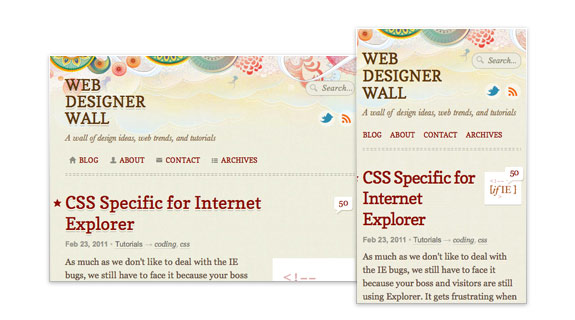 WEB
DESIGNER
WALL
Search...
A wall of design ideas, web trends, and tutorials
BLOG ABOUT CONTACT ARCHIVES
CSS Specific for Internet
Explorer
50
Feb 23, 2011 • Tutorials → coding, css
As much as we don't like to deal with the IE
bugs, we still have to face it because your boss
<!--
WEB
DESIGNER
WALL
Search...
A wall of design ideas, web trends, and tutorials
BLOG ABOUT CONTACT ARCHIVES
CSS Specific for
Internet
Explorer
50
<!--
[if IE ]
Feb 23, 2011 • Tutorials → coding, css
As much as we don't like to deal with
the IE bugs, we still have to face it
because your boss and visitors are still
using Explorer. It gets frustrating when